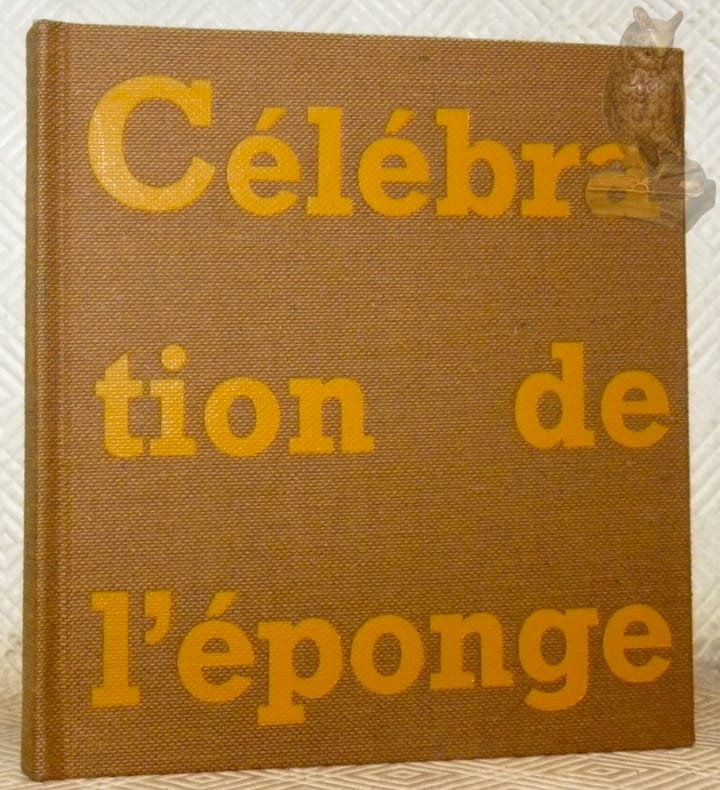 Célébra
tion de
l'éponge